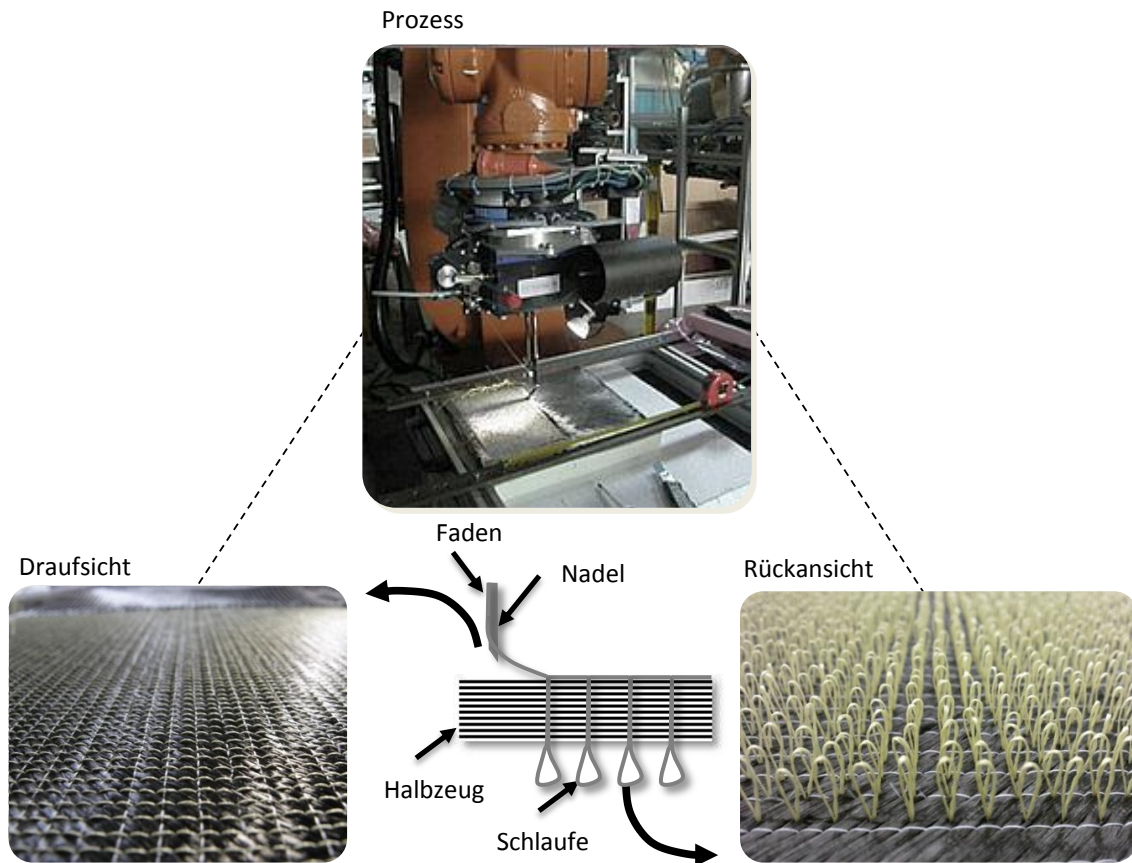 Prozess
Faden
Draufsicht
Nadel
Rückansicht
Halbzeug
Schlaufe